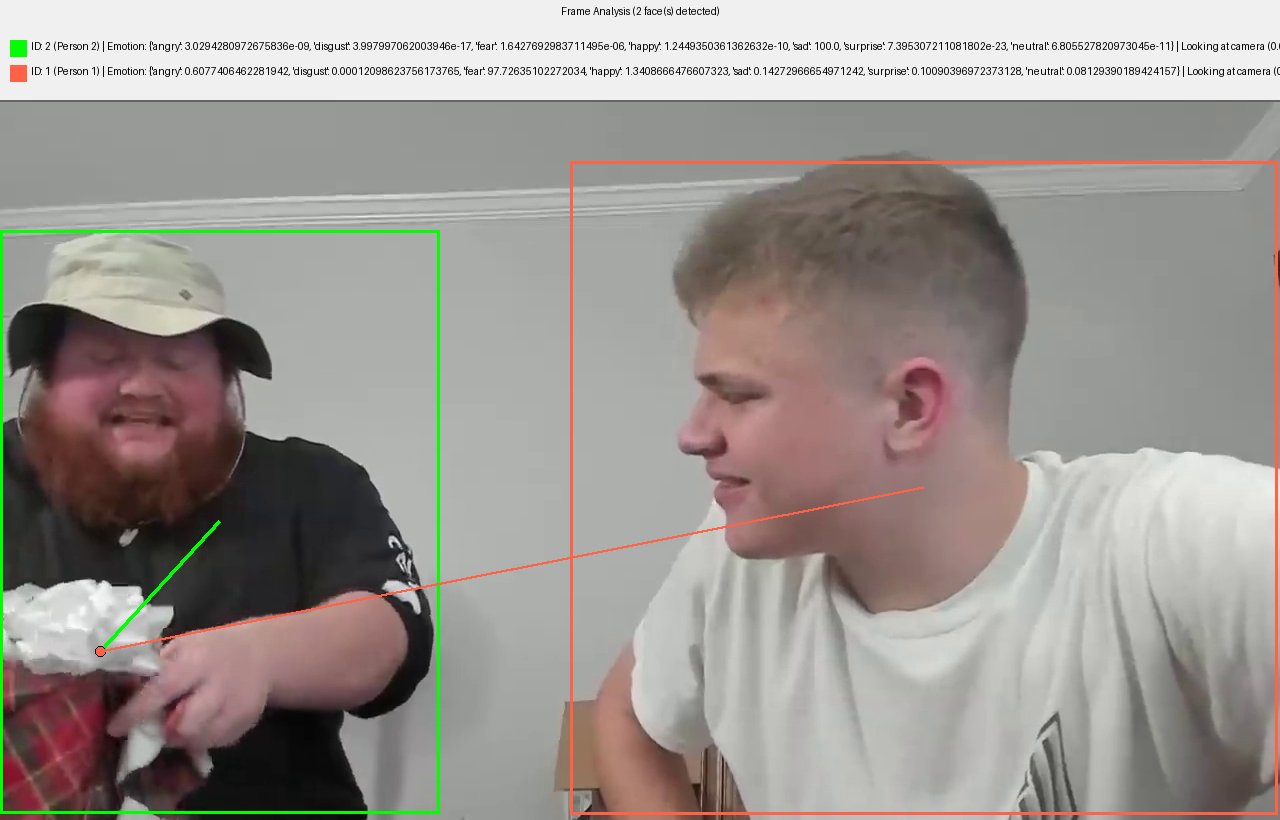 Frame Analysis (2 face(s) detected)
ID: 2 (Person 2) | Emotion: {'angry': 3.0294280972675836e-09, 'disgust': 3.997997062003946e-17, 'fear': 1.6427692983711495e-06, 'happy': 1.2449350361362632e-10, 'sad': 100.0, 'surprise': 7.395307211081802e-23, 'neutral': 6.805527820973045e-11} | Looking at camera (0.
ID: 1 (Person 1) | Emotion: {'angry': 0.6077406462281942, 'disgust': 0.00012098623756173765, 'fear': 97.72635102272034, 'happy': 1.3408666476607323, 'sad': 0.14272966654971242, 'surprise': 0.10090396972373128, 'neutral': 0.08129390189424157} | Looking at camera (0